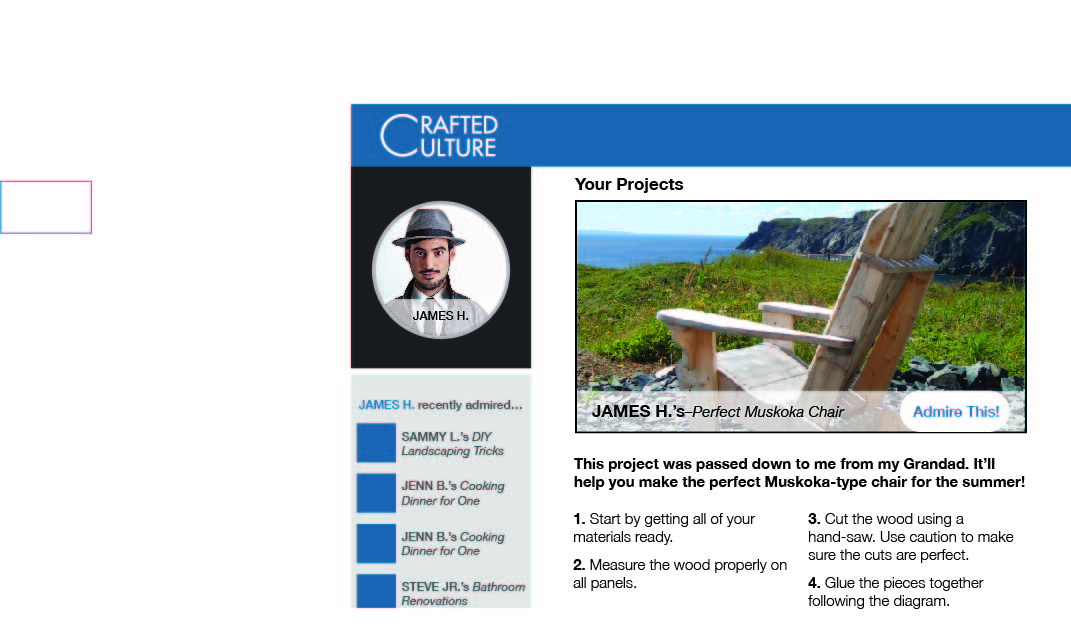 CRAFTED
CULTURE
JAMES H.
JAMES H. recently admired...
SAMMY L.'s DIY
Landscaping Tricks
JENN B.'s Cooking
Dinner for One
JENN B.'s Cooking
Dinner for One
STEVE JR.'s Bathroom
Renovations
Your Projects
JAMES H.'s–Perfect Muskoka Chair
Admire This!
This project was passed down to me from my Grandad. It'll
help you make the perfect Muskoka-type chair for the summer!
1. Start by getting all of your
materials ready.
2. Measure the wood properly on
all panels.
3. Cut the wood using a
hand-saw. Use caution to make
sure the cuts are perfect.
4. Glue the pieces together
following the diagram.